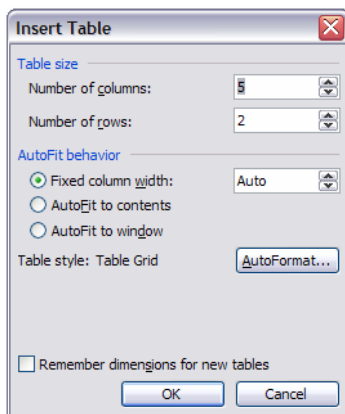 Insert Table
Table size
Number of columns: 5
Number of rows: 2
AutoFit behavior
Fixed column width: Auto
AutoFit to contents
AutoFit to window
Table style: Table Grid AutoFormat...
Remember dimensions for new tables
OK Cancel